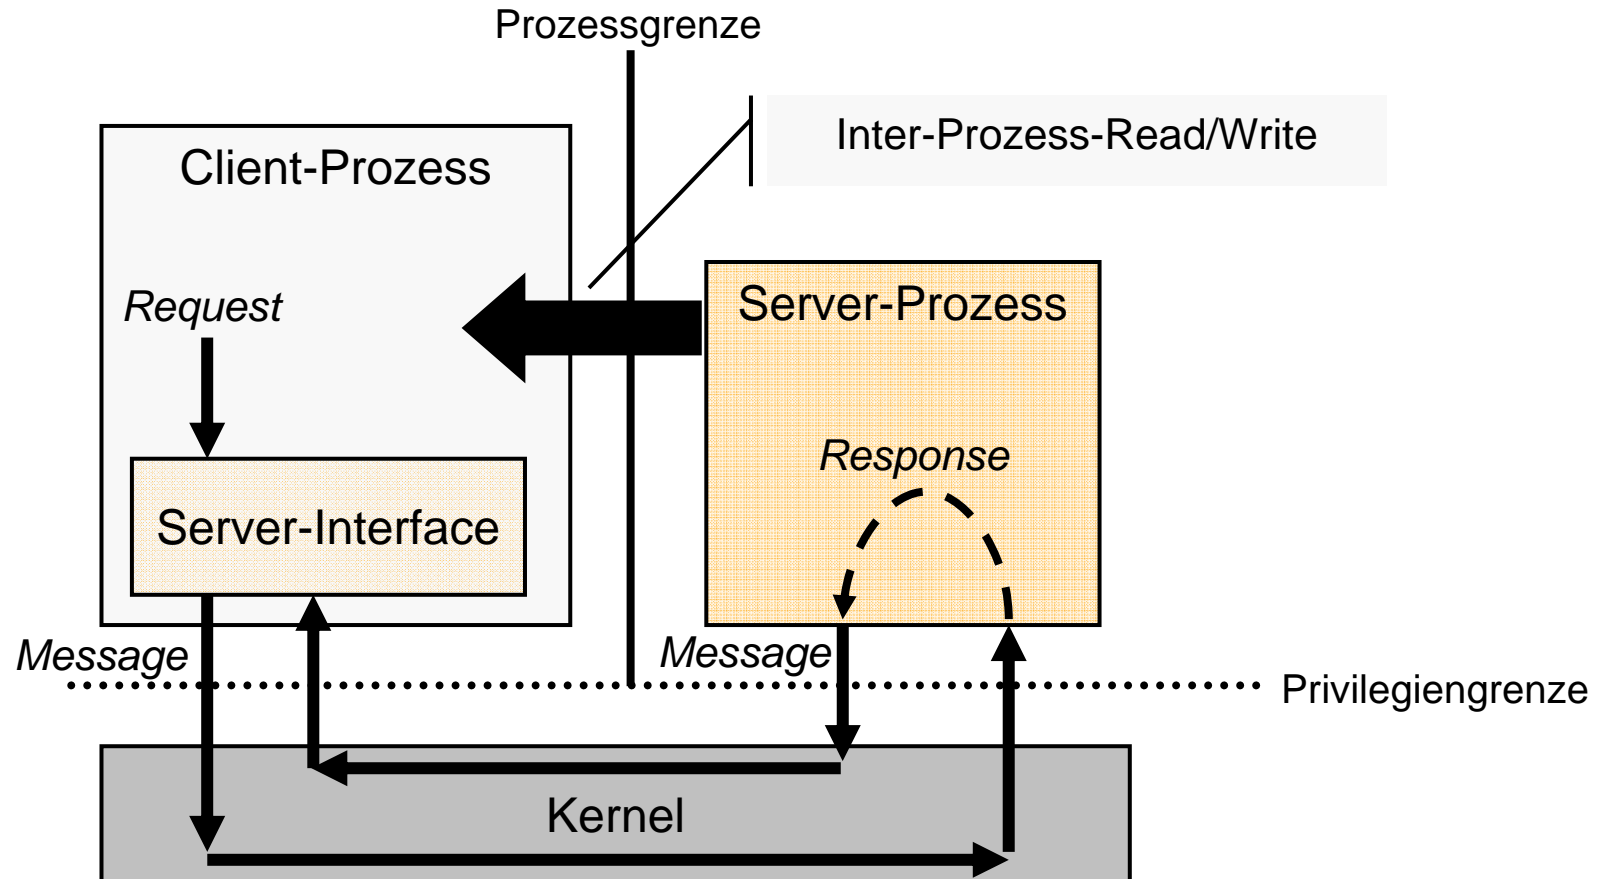 Prozessgrenze
Inter-Prozess-Read/Write
Client-Prozess
Request
Server-Prozess
Response
Server-Interface
Message
Message
Privilegiengrenze
Kernel